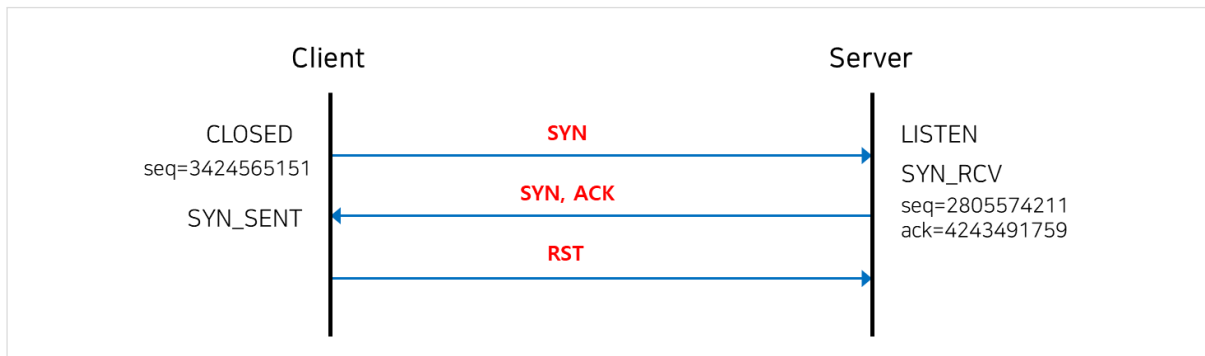 Client
Server
CLOSED
SYN
LISTEN
seq=3424565151
SYN_RCV
SYN, ACK
SYN_SENT
seq=2805574211
ack=4243491759
RST